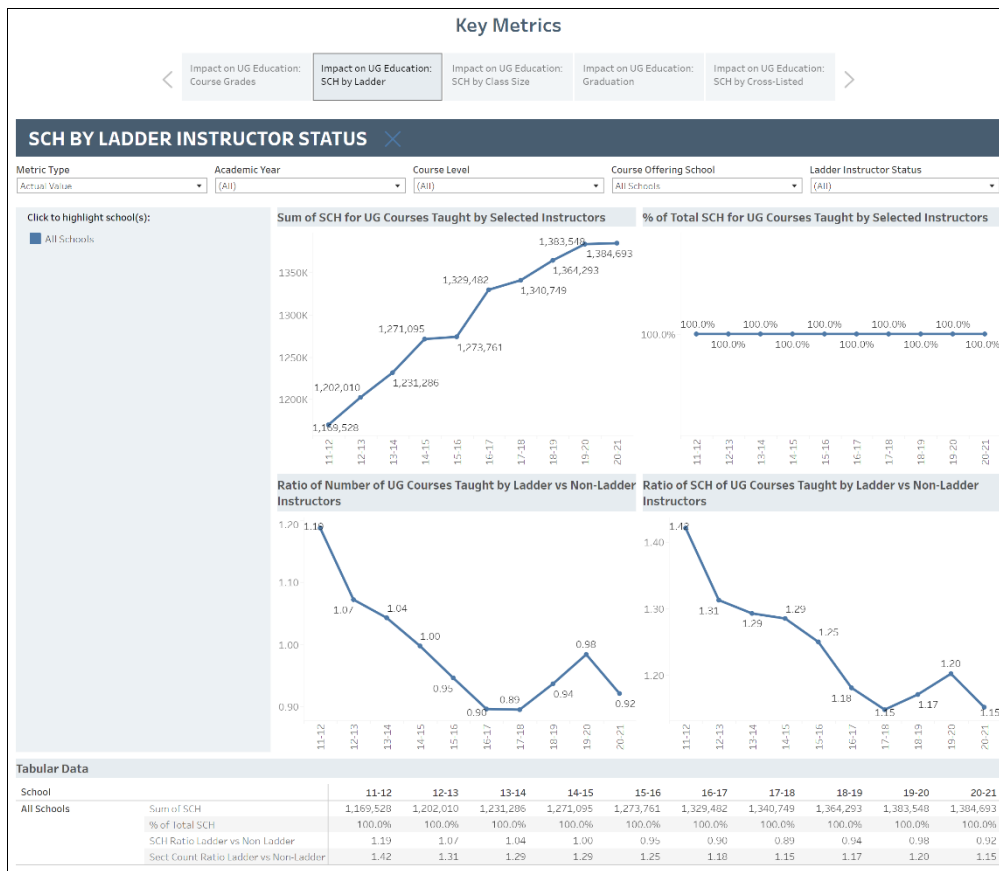 Key Metrics
Impact on UG Education: Course Grades
Impact on UG Education: SCH by Ladder
Impact on UG Education: SCH by Class Size
Impact on UG Education: Graduation
Impact on UG Education: SCH by Cross-Listed
SCH BY LADDER INSTRUCTOR STATUS
Metric Type Academic Year Course Level Course Offering School Ladder Instructor Status
Actual Value (All) (All) All Schools (All)
Click to highlight school(s):
All Schools
Sum of SCH for UG Courses Taught by Selected Instructors
1350K
1300K
1250K
1200K
1,169,528
1,202,010
1,231,286
1,271,095
1,273,761
1,329,482
1,340,749
1,364,293
1,383,548
1,384,693
11-12 12-13 13-14 14-15 15-16 16-17 17-18 18-19 19-20 20-21
% of Total SCH for UG Courses Taught by Selected Instructors
100.0%
100.0% 100.0% 100.0% 100.0% 100.0%
100.0% 100.0% 100.0% 100.0% 100.0%
11-12 12-13 13-14 14-15 15-16 16-17 17-18 18-19 19-20 20-21
Ratio of Number of UG Courses Taught by Ladder vs Non-Ladder
Instructors
1.20
1.10
1.00
0.90
1.19
1.07
1.04
1.00
0.95
0.90
0.89
0.94
0.98
0.92
11-12 12-13 13-14 14-15 15-16 16-17 17-18 18-19 19-20 20-21
Ratio of SCH of UG Courses Taught by Ladder vs Non-Ladder
Instructors
1.40
1.30
1.20
1.42
1.31
1.29
1.29
1.25
1.18
1.15
1.17
1.20
1.15
11-12 12-13 13-14 14-15 15-16 16-17 17-18 18-19 19-20 20-21
Tabular Data
School 11-12 12-13 13-14 14-15 15-16 16-17 17-18 18-19 19-20 20-21
All Schools Sum of SCH 1,169,528 1,202,010 1,231,286 1,271,095 1,273,761 1,329,482 1,340,749 1,364,293 1,383,548 1,384,693
% of Total SCH 100.0% 100.0% 100.0% 100.0% 100.0% 100.0% 100.0% 100.0% 100.0% 100.0%
SCH Ratio Ladder vs Non Ladder 1.19 1.07 1.04 1.00 0.95 0.90 0.89 0.94 0.98 0.92
Sect Count Ratio Ladder vs Non-Ladder 1.42 1.31 1.29 1.29 1.25 1.18 1.15 1.17 1.20 1.15